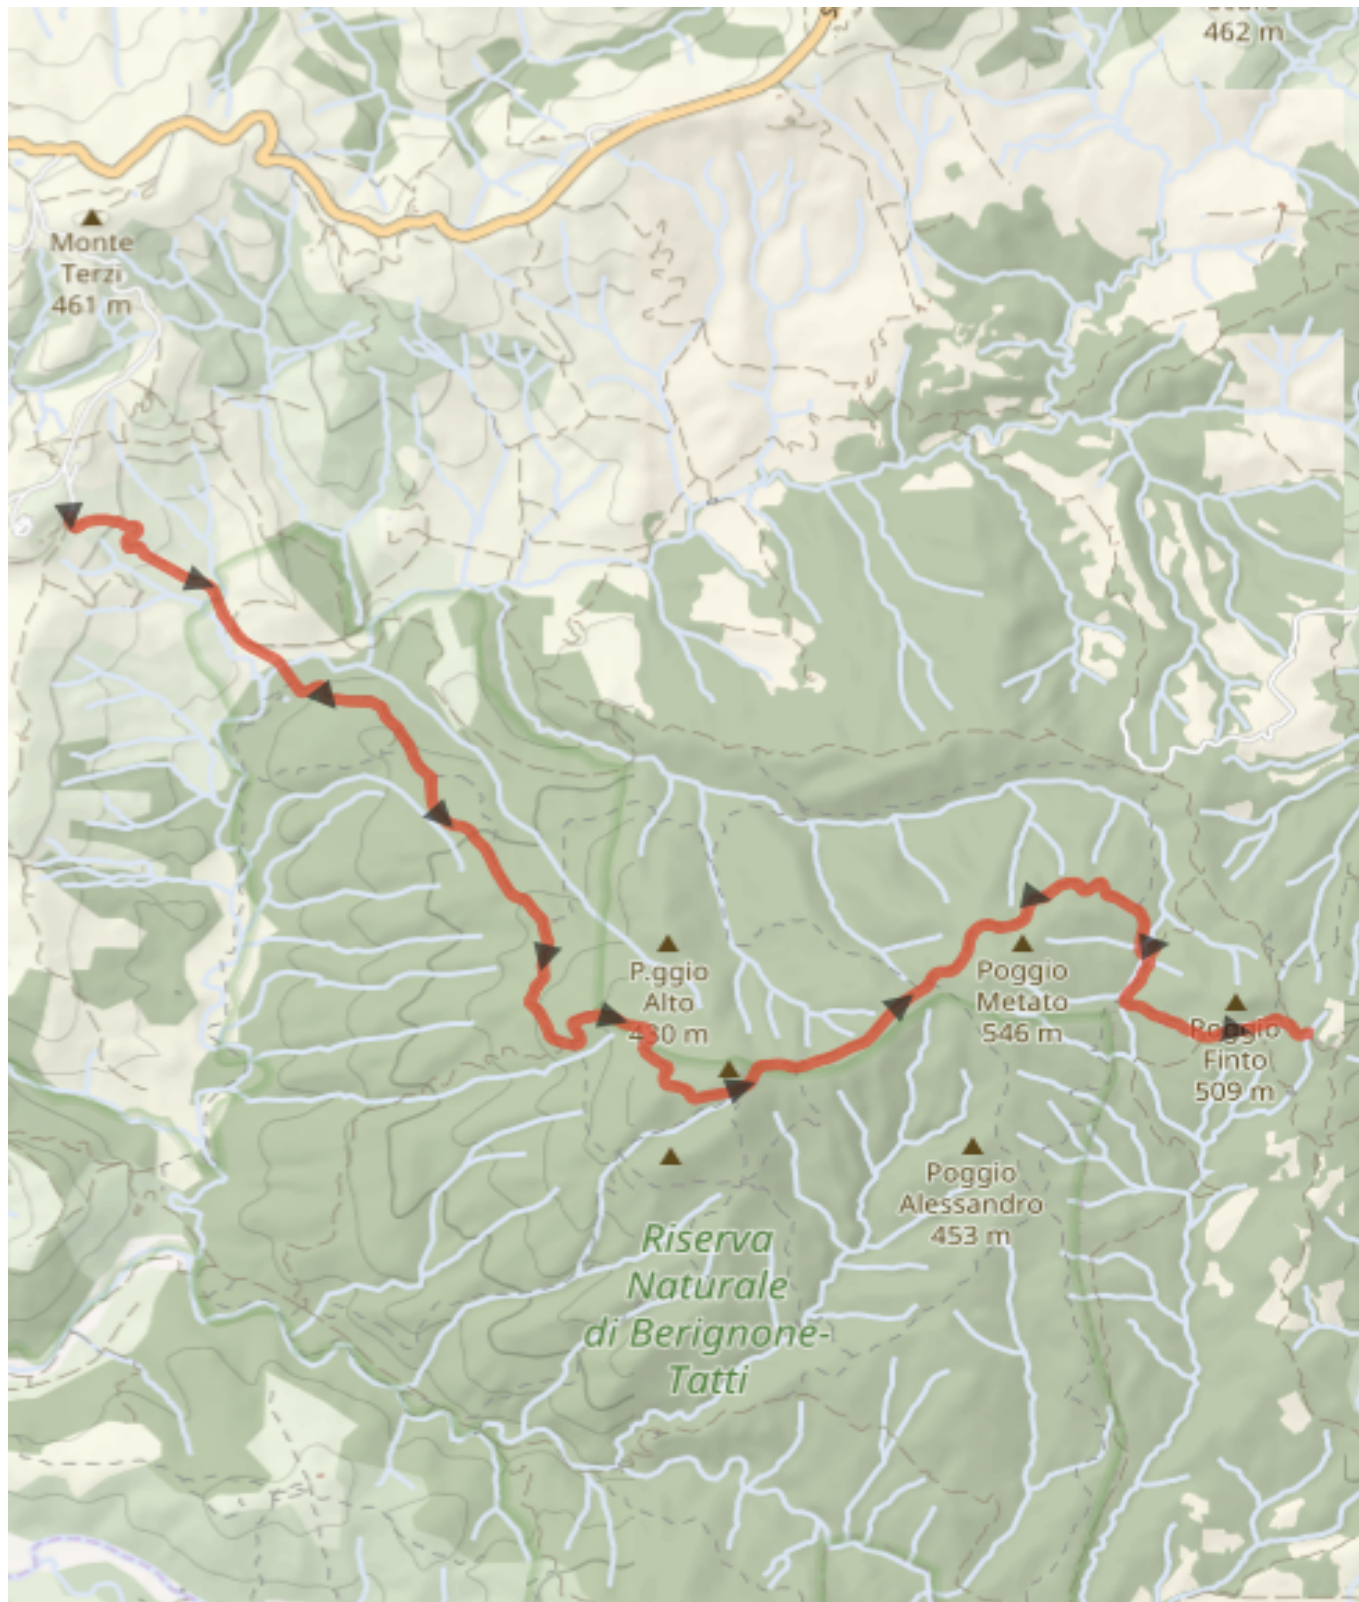 462 m
Monte
Terzi
461 m
P.ggio
Alto
430 m
Poggio
Metato
546 m
Poggio
Finto
509 m
Poggio
Alessandro
453 m
Riserva
Naturale
di Berignone-
Tatti